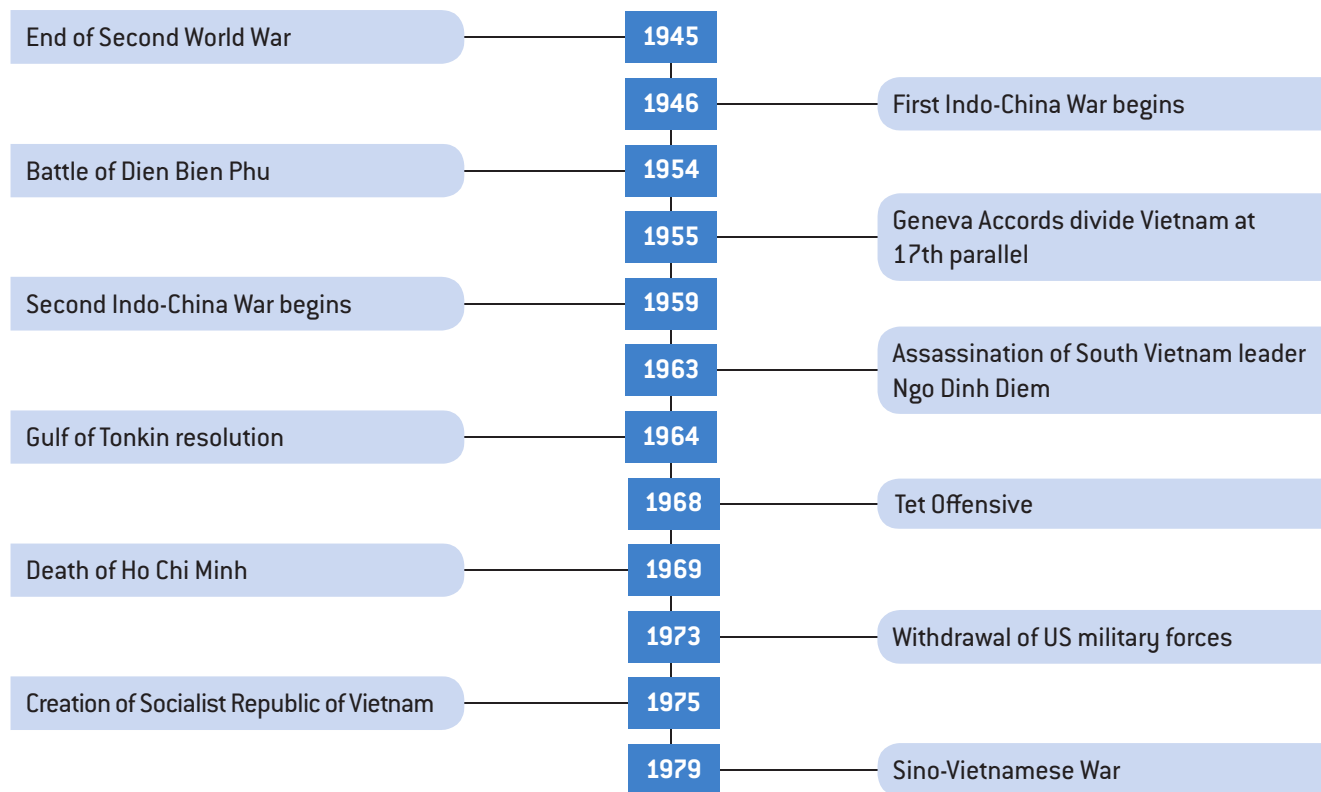 End of Second World War
1945
1946
First Indo-China War begins
Battle of Dien Bien Phu
1954
1955
Geneva Accords divide Vietnam at
17th parallel
Second Indo-China War begins
1959
1963
Assassination of South Vietnam leader
Ngo Dinh Diem
Gulf of Tonkin resolution
1964
1968
Tet Offensive
Death of Ho Chi Minh
1969
1973
Withdrawal of US military forces
Creation of Socialist Republic of Vietnam
1975
1979
Sino-Vietnamese War